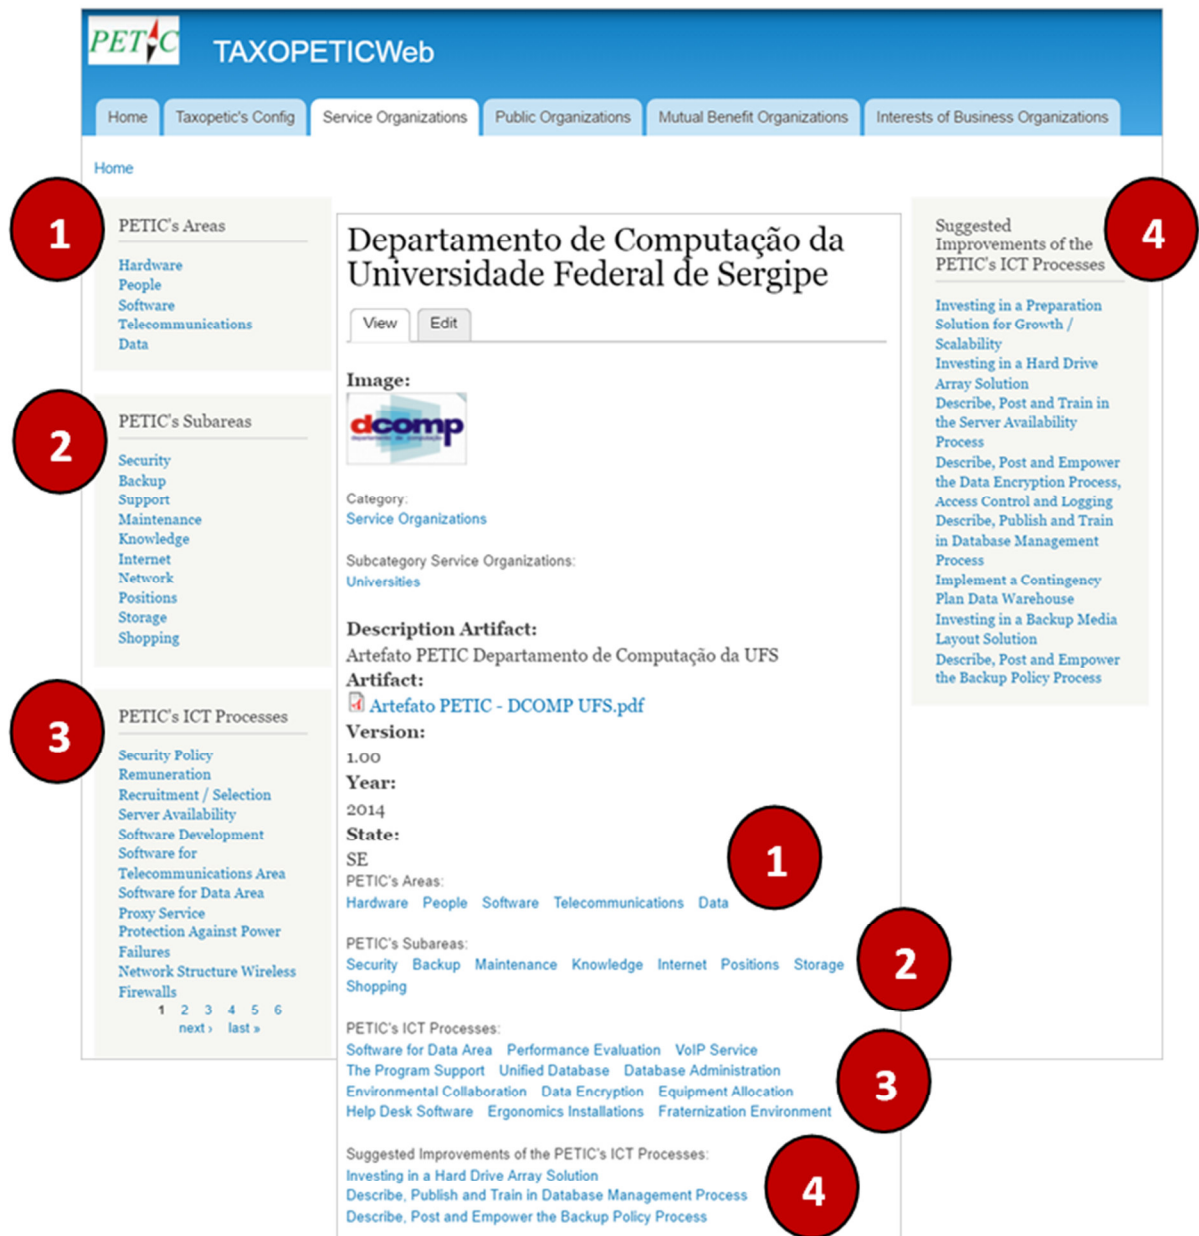 PETIC
TAXOPETICWeb
Home
Taxopetic's Config
Service Organizations
Public Organizations
Mutual Benefit Organizations
Interests of Business Organizations
Home
1
PETIC's Areas
Hardware
People
Software
Telecommunications
Data
2
PETIC's Subareas
Security
Backup
Support
Maintenance
Knowledge
Internet
Network
Positions
Storage
Shopping
3
PETIC's ICT Processes
Security Policy
Remuneration
Recruitment / Selection
Server Availability
Software Development
Software for
Telecommunications Area
Software for Data Area
Proxy Service
Protection Against Power
Failures
Network Structure Wireless
Firewalls
1 2 3 4 5 6
next › last »
Departamento de Computação da
Universidade Federal de Sergipe
View
Edit
Image:
dcomp
departamento de computação
Category:
Service Organizations
Subcategory Service Organizations:
Universities
Description Artifact:
Artefato PETIC Departamento de Computação da UFS
Artifact:
Artefato PETIC - DCOMP UFS.pdf
Version:
1.00
Year:
2014
State:
SE
PETIC's Areas:
Hardware People Software Telecommunications Data
1
PETIC's Subareas:
Security Backup Maintenance Knowledge Internet Positions Storage
Shopping
2
PETIC's ICT Processes:
Software for Data Area Performance Evaluation VoIP Service
The Program Support Unified Database Database Administration
Environmental Collaboration Data Encryption Equipment Allocation
Help Desk Software Ergonomics Installations Fraternization Environment
3
Suggested Improvements of the PETIC's ICT Processes:
Investing in a Hard Drive Array Solution
Describe, Publish and Train in Database Management Process
Describe, Post and Empower the Backup Policy Process
4
Suggested
Improvements of the
PETIC's ICT Processes
4
Investing in a Preparation
Solution for Growth /
Scalability
Investing in a Hard Drive
Array Solution
Describe, Post and Train in
the Server Availability
Process
Describe, Post and Empower
the Data Encryption Process,
Access Control and Logging
Describe, Publish and Train
in Database Management
Process
Implement a Contingency
Plan Data Warehouse
Investing in a Backup Media
Layout Solution
Describe, Post and Empower
the Backup Policy Process